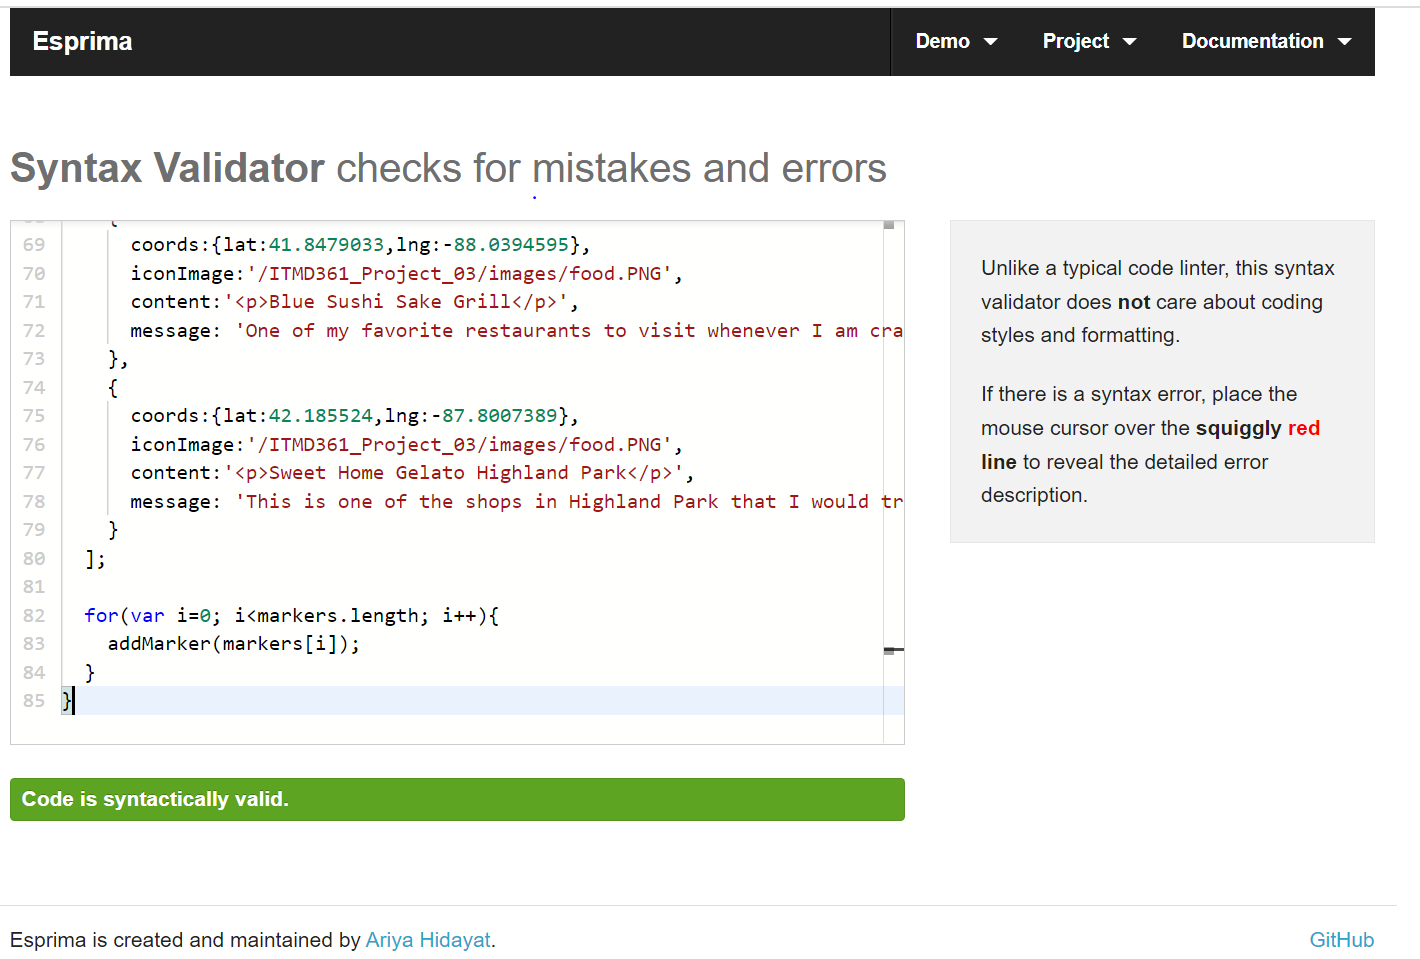 Esprima
Demo Project Documentation
Syntax Validator checks for mistakes and errors
69 coords:{lat:41.8479033,lng:-88.0394595},
70 iconImage:'/ITMD361_Project_03/images/food.PNG',
71 content:'<p>Blue Sushi Sake Grill</p>',
72 message: 'One of my favorite restaurants to visit whenever I am cra
73 },
74 {
75 coords:{lat:42.185524,lng:-87.8007389},
76 iconImage:'/ITMD361_Project_03/images/food.PNG',
77 content:'<p>Sweet Home Gelato Highland Park</p>',
78 message: 'This is one of the shops in Highland Park that I would tr
79 }
80 ];
81
82 for(var i=0; i<markers.length; i++){
83 addMarker(markers[i]);
84 }
85 }
Code is syntactically valid.
Unlike a typical code linter, this syntax
validator does not care about coding
styles and formatting.
If there is a syntax error, place the
mouse cursor over the squiggly red
line to reveal the detailed error
description.
Esprima is created and maintained by Ariya Hidayat.
GitHub